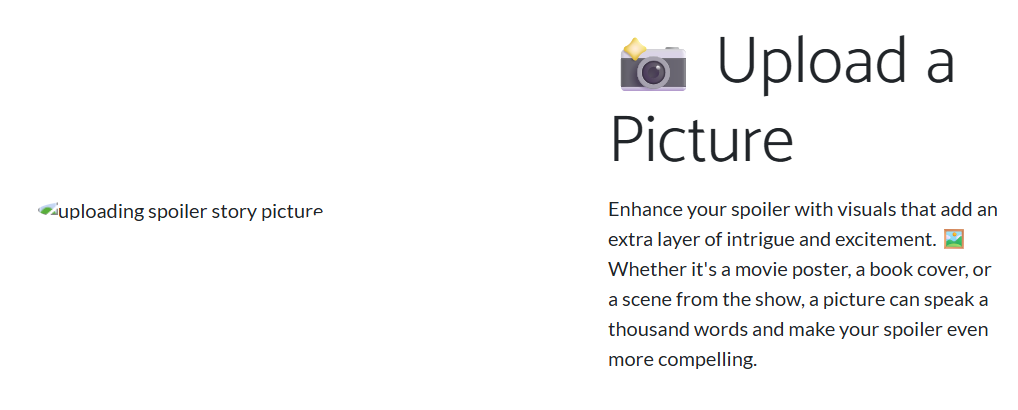 📷 Upload a
Picture
uploading spoiler story picture
Enhance your spoiler with visuals that add an
extra layer of intrigue and excitement. 🖼️
Whether it's a movie poster, a book cover, or
a scene from the show, a picture can speak a
thousand words and make your spoiler even
more compelling.